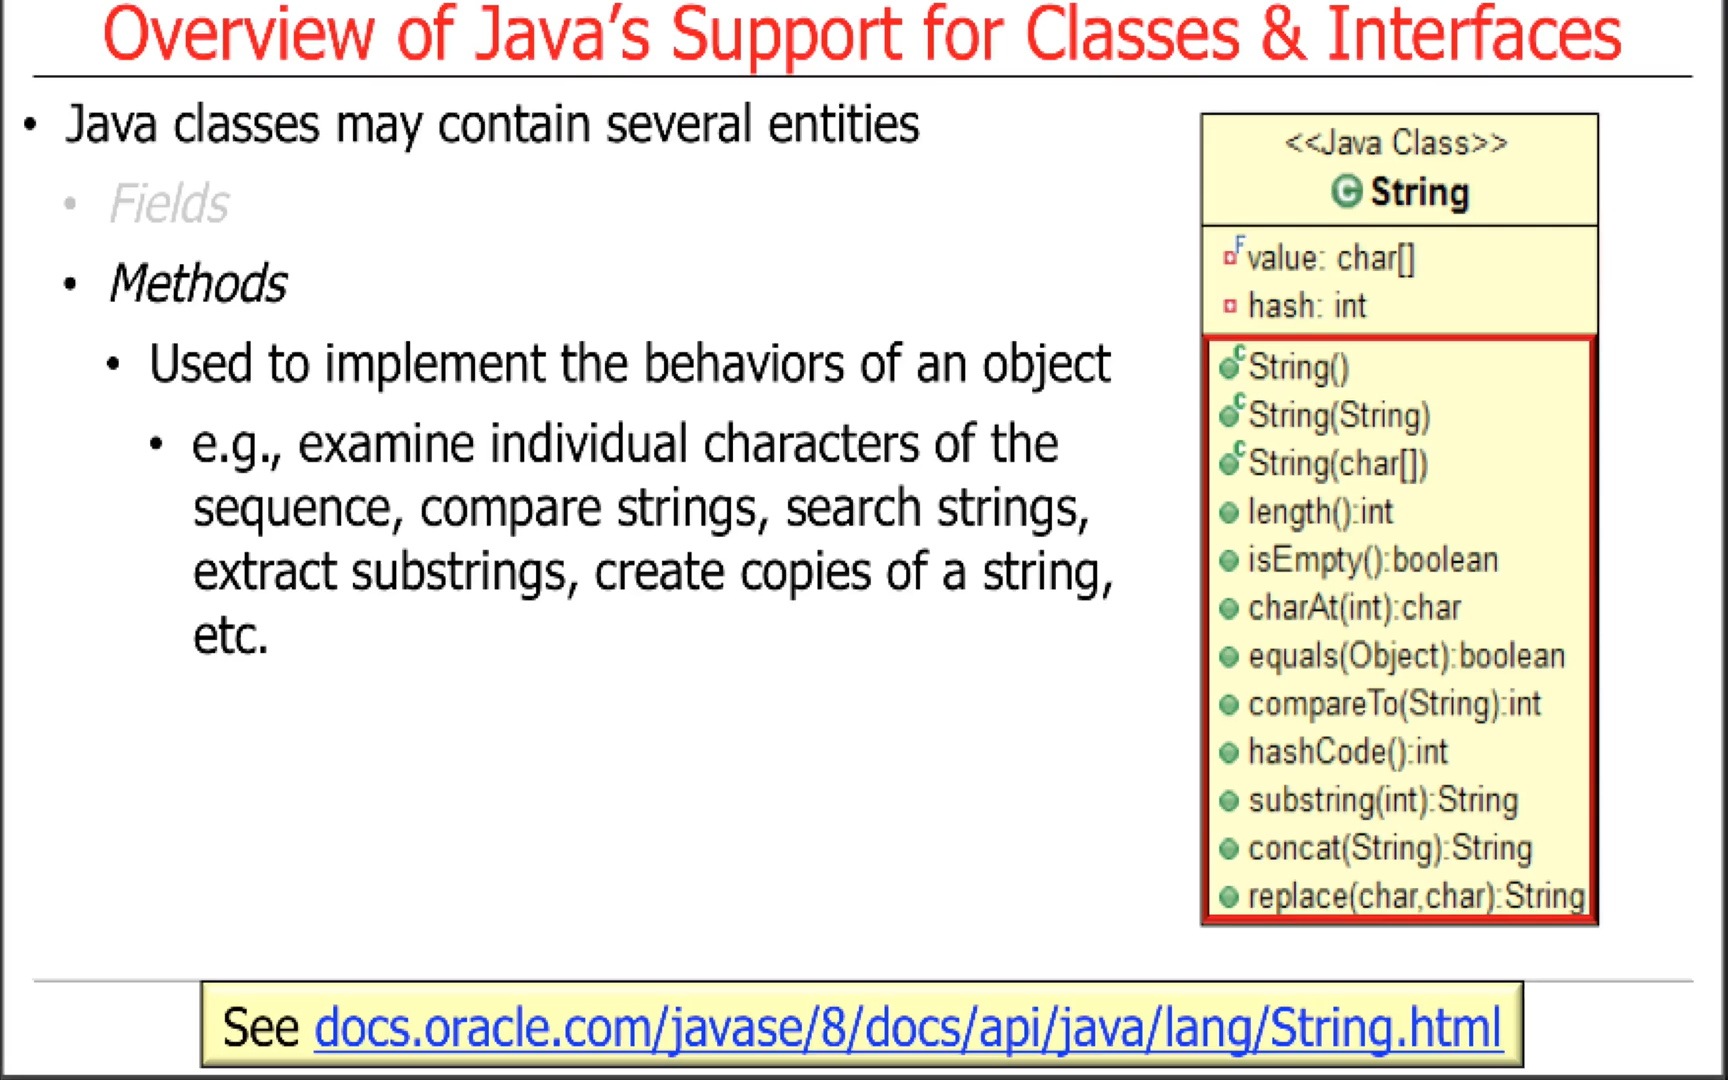 Overview of Java's Support for Classes & Interfaces
• Java classes may contain several entities
• Fields
• Methods
• Used to implement the behaviors of an object
• e.g., examine individual characters of the
sequence, compare strings, search strings,
extract substrings, create copies of a string,
etc.
<<Java Class>>
C String
F value: char[]
hash: int
C String()
C String(String)
C String(char[])
length():int
isEmpty():boolean
charAt(int):char
equals(Object):boolean
compareTo(String):int
hashCode():int
substring(int):String
concat(String):String
replace(char,char):String
See docs.oracle.com/javase/8/docs/api/java/lang/String.html